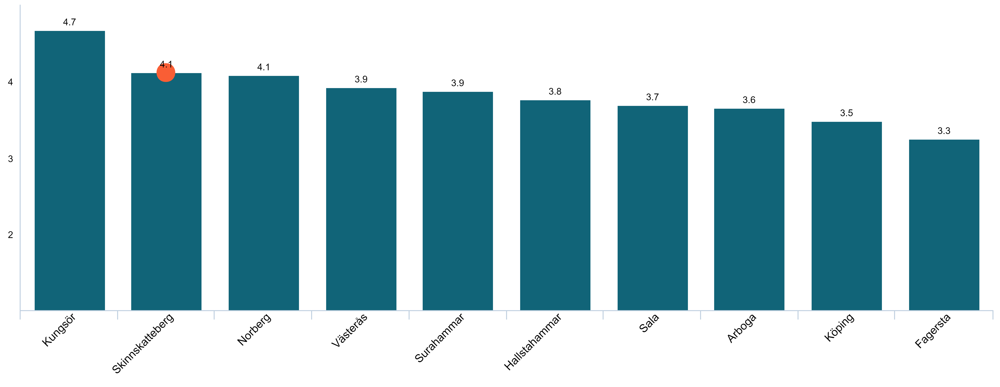 4.7
4.1
4.1
3.9
3.9
3.8
3.7
3.6
3.5
3.3
4
3
2
Kungsör
Skinnskatteberg
Norberg
Västerås
Surahammar
Hallstahammar
Sala
Arboga
Köping
Fagersta